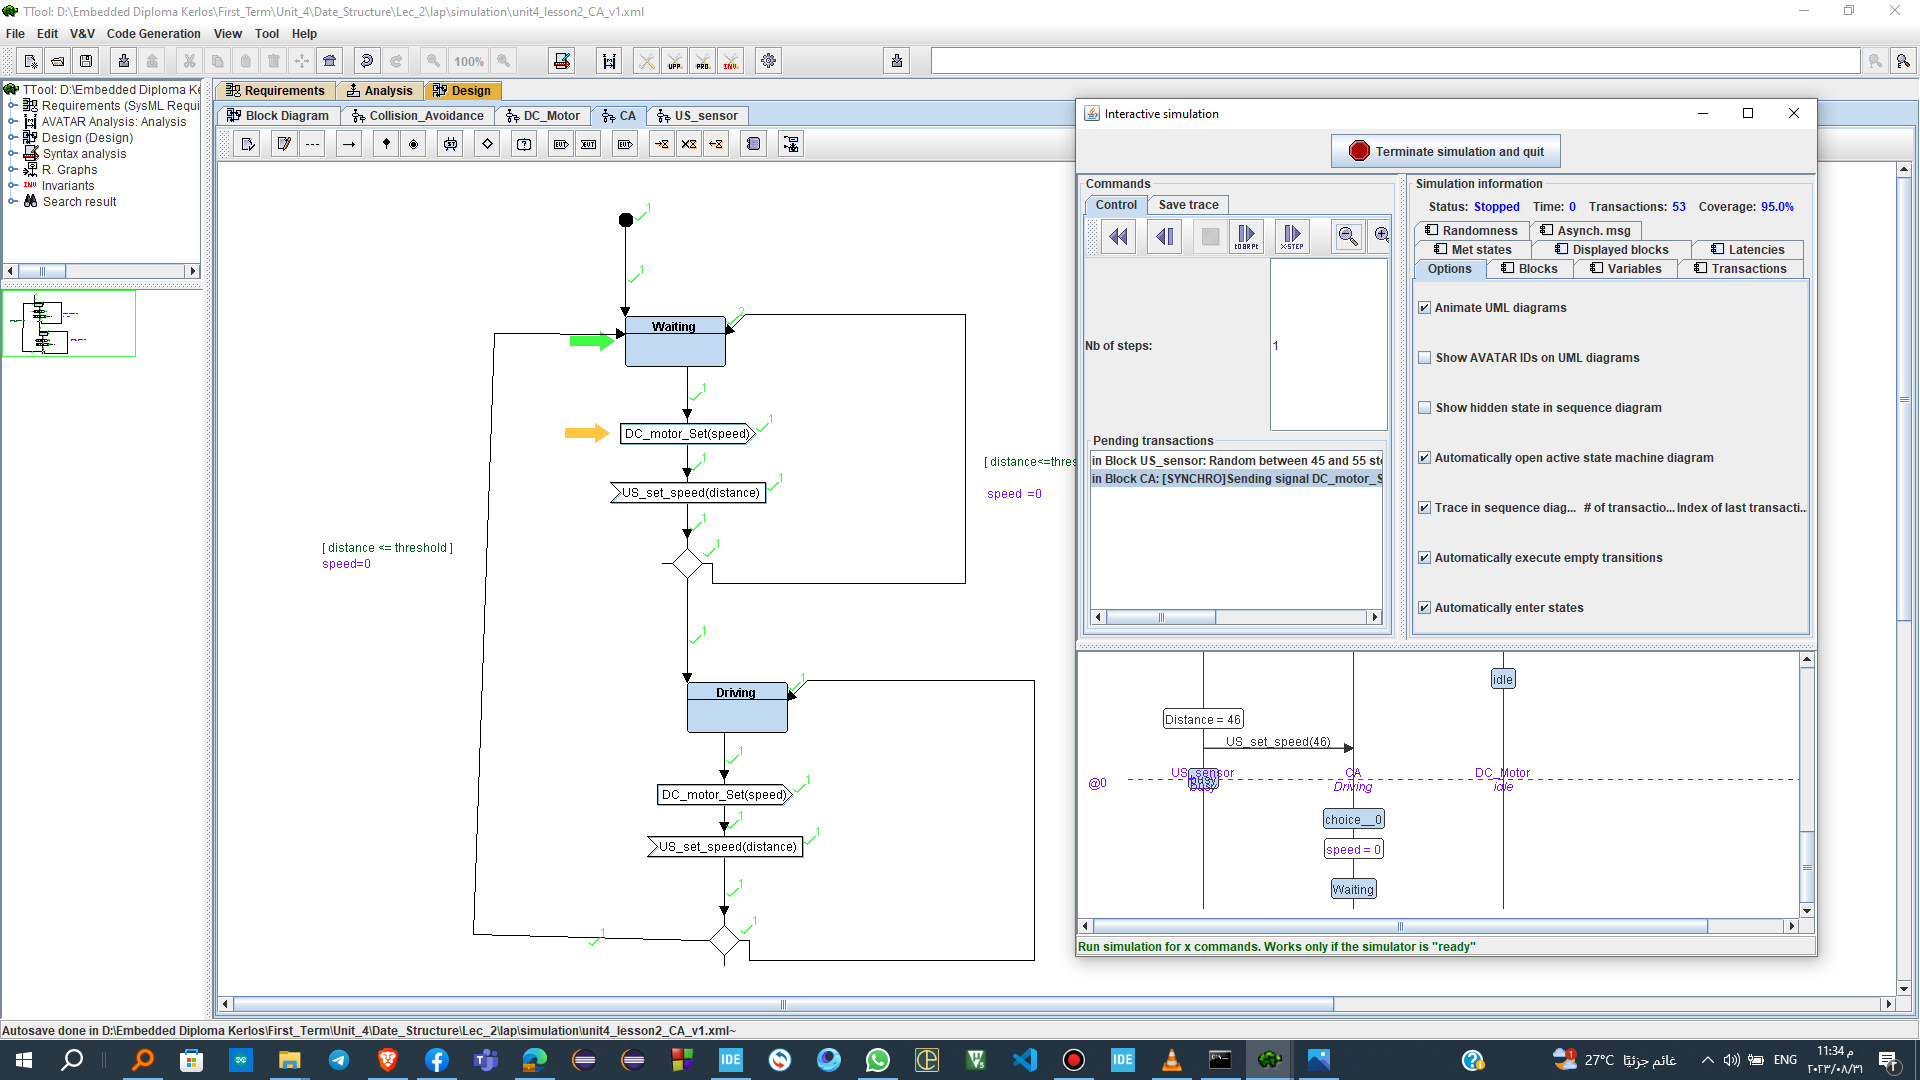 TTool: D:\Embedded Diploma Kerlos\First_Term\Unit_4\Date_Structure\Lec_2\lap\simulation\unit4_lesson2_CA_v1.xml
File Edit V&V Code Generation View Tool Help
100%
TTool: D:\Embedded Diploma Ke
Requirements (SysML Requi
AVATAR Analysis: Analysis
Design (Design)
Syntax analysis
R. Graphs
Invariants
Search result
Requirements Analysis Design
Block Diagram Collision_Avoidance DC_Motor CA US_sensor
Waiting
DC_motor_Set(speed)
US_set_speed(distance)
[ distance<=thres
speed =0
[ distance <= threshold ]
speed=0
Driving
DC_motor_Set(speed)
US_set_speed(distance)
Interactive simulation
Terminate simulation and quit
Commands
Control Save trace
Nb of steps:
1
Pending transactions
in Block US_sensor: Random between 45 and 55 ste
in Block CA: [SYNCHRO]Sending signal DC_motor_S
Simulation information
Status: Stopped Time: 0 Transactions: 53 Coverage: 95.0%
Randomness Asynch. msg
Met states Displayed blocks Latencies
Options Blocks Variables Transactions
Animate UML diagrams
Show AVATAR IDs on UML diagrams
Show hidden state in sequence diagram
Automatically open active state machine diagram
Trace in sequence diag... # of transactio... Index of last transacti...
Automatically execute empty transitions
Automatically enter states
idle
Distance = 46
US_set_speed(46)
US_sensor CA DC_Motor
@0 busy Driving idle
choice__0
speed = 0
Waiting
Run simulation for x commands. Works only if the simulator is "ready"
Autosave done in D:\Embedded Diploma Kerlos\First_Term\Unit_4\Date_Structure\Lec_2\lap\simulation\unit4_lesson2_CA_v1.xml~
27°C غائم جزئيًا
ENG
11:34 م
٢٠٢٣/٠٨/٣١